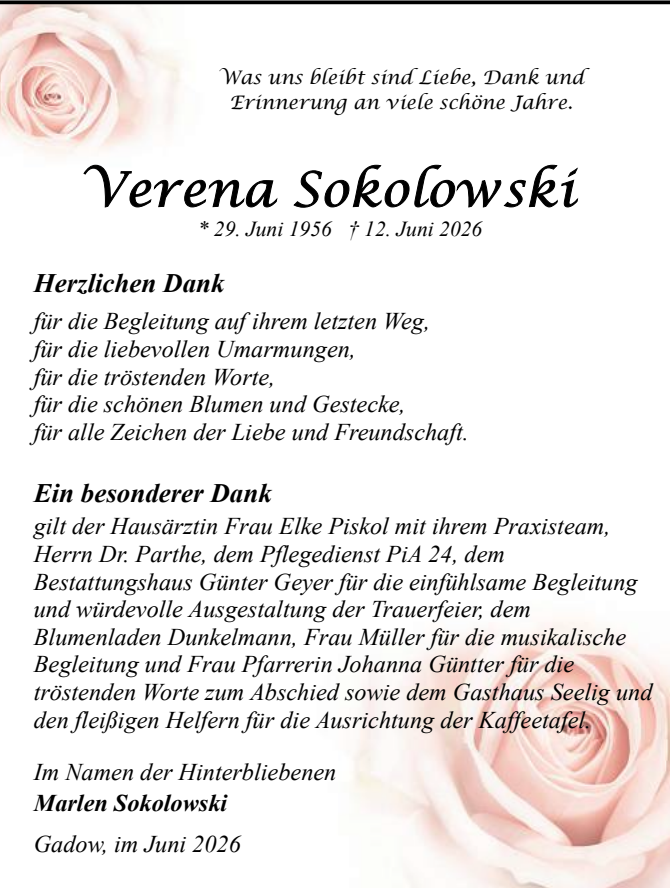 Was uns bleibt sind Liebe, Dank und
Erinnerung an viele schöne Jahre.
Verena Sokolowski
* 29. Juni 1956 † 12. Juni 2026
Herzlichen Dank
für die Begleitung auf ihrem letzten Weg,
für die liebevollen Umarmungen,
für die tröstenden Worte,
für die schönen Blumen und Gestecke,
für alle Zeichen der Liebe und Freundschaft.
Ein besonderer Dank
gilt der Hausärztin Frau Elke Piskol mit ihrem Praxisteam,
Herrn Dr. Parthe, dem Pflegedienst PiA 24, dem
Bestattungshaus Günter Geyer für die einfühlsame Begleitung
und würdevolle Ausgestaltung der Trauerfeier, dem
Blumenladen Dunkelmann, Frau Müller für die musikalische
Begleitung und Frau Pfarrerin Johanna Güntter für die
tröstenden Worte zum Abschied sowie dem Gasthaus Seelig und
den fleißigen Helfern für die Ausrichtung der Kaffeetafel.
Im Namen der Hinterbliebenen
Marlen Sokolowski
Gadow, im Juni 2026